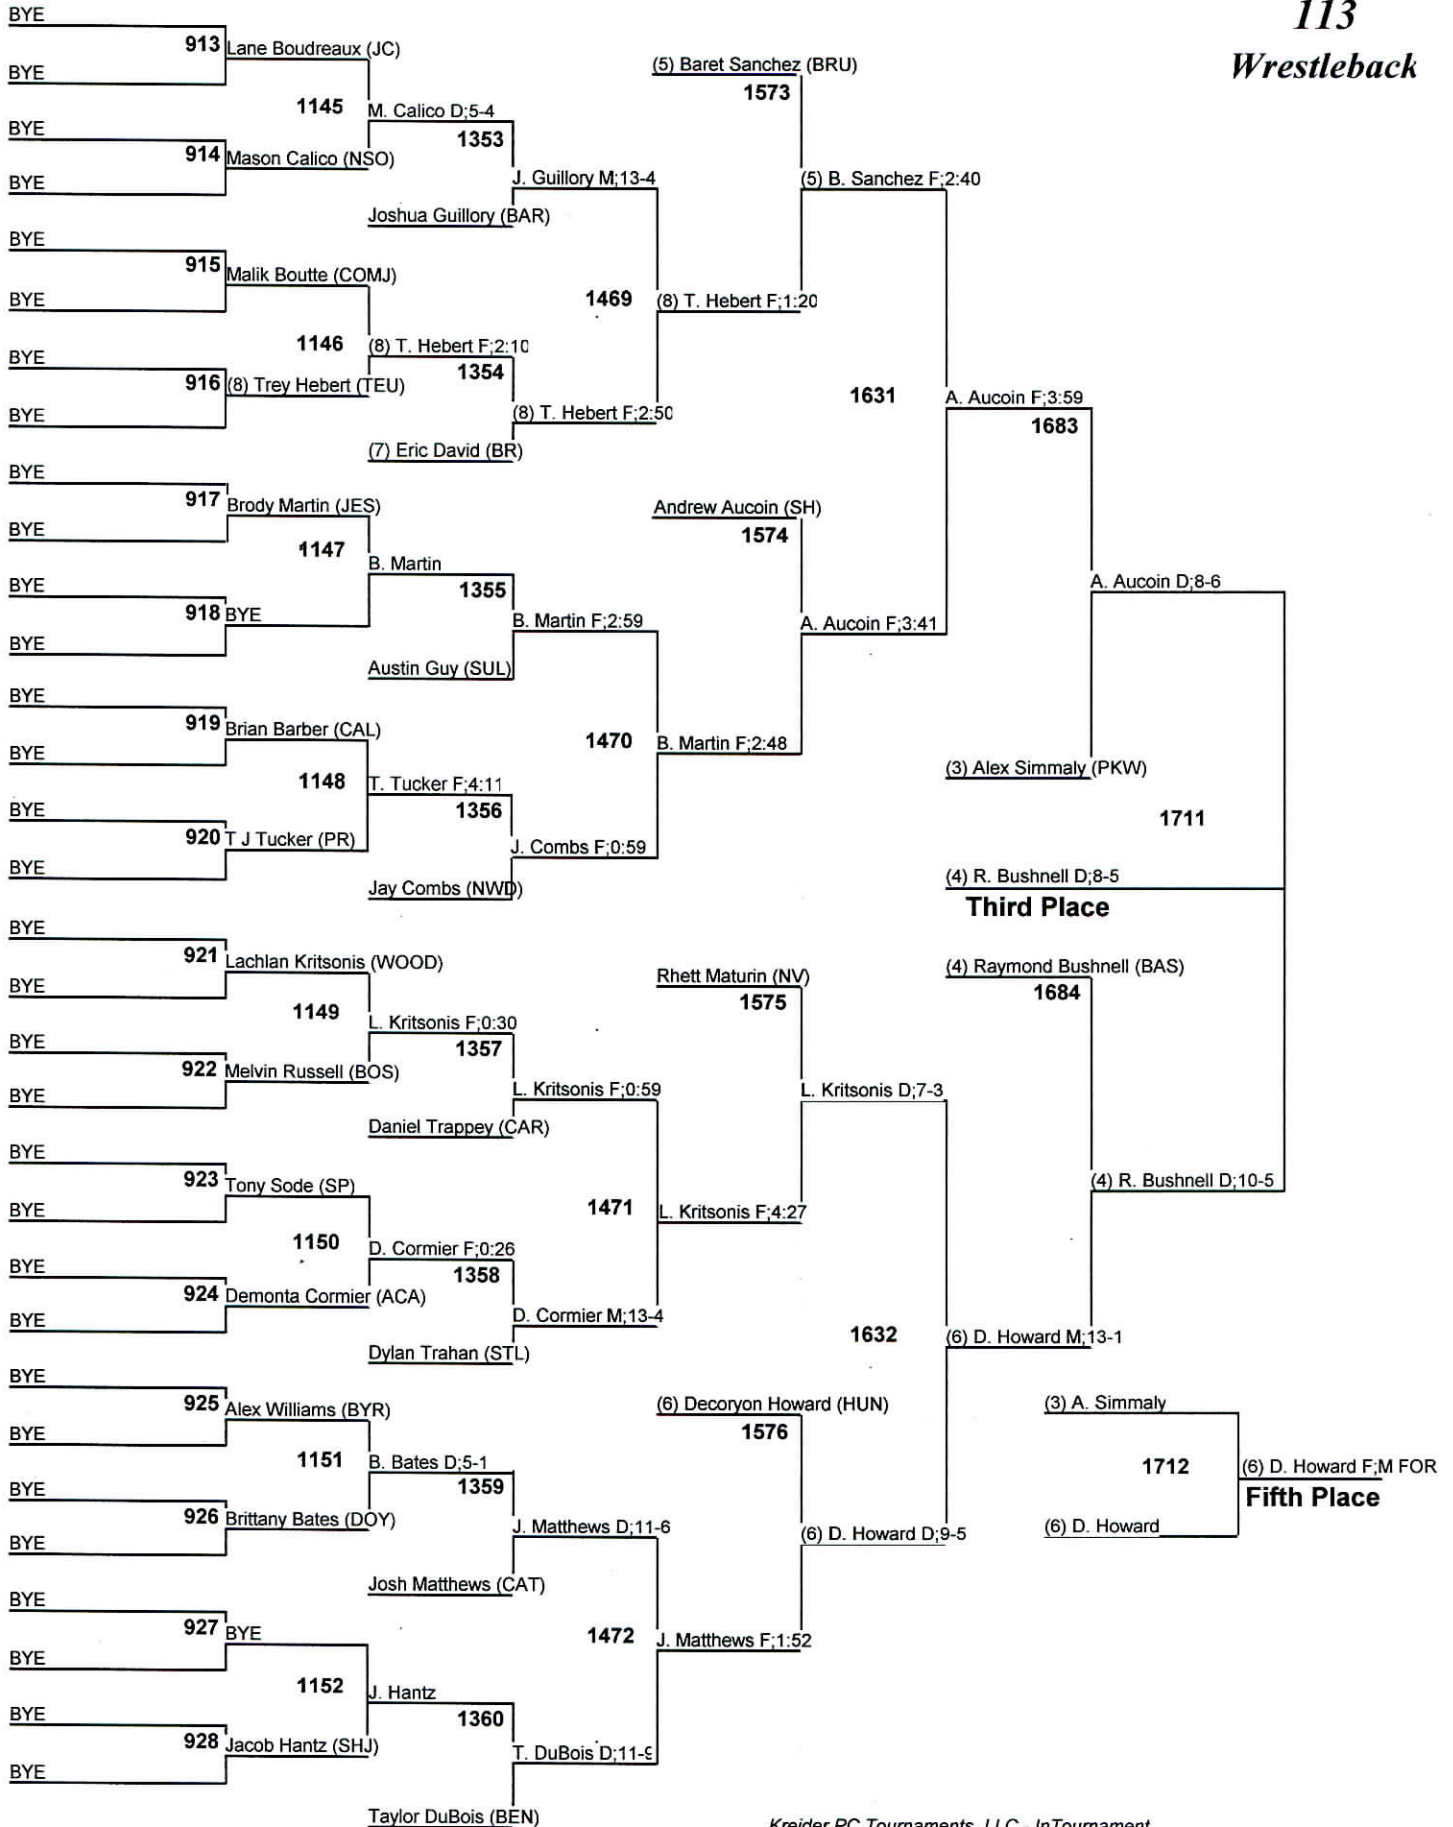 113
Wrestleback
BYE
913 Lane Boudreaux (JC)
BYE
1145 M. Calico D;5-4
BYE
914 Mason Calico (NSO)
BYE
1353 J. Guillory M;13-4
Joshua Guillory (BAR)
BYE
915 Malik Boutte (COMJ)
BYE
1146 (8) T. Hebert F;2:10
BYE
916 (8) Trey Hebert (TEU)
BYE
1354 (8) T. Hebert F;2:50
(7) Eric David (BR)
1469 (8) T. Hebert F;1:20
(5) Baret Sanchez (BRU)
1573 (5) B. Sanchez F;2:40
BYE
917 Brody Martin (JES)
BYE
1147 B. Martin
BYE
918 BYE
BYE
1355 B. Martin F;2:59
Austin Guy (SUL)
BYE
919 Brian Barber (CAL)
BYE
1148 T. Tucker F;4:11
BYE
920 T J Tucker (PR)
BYE
1356 J. Combs F;0:59
Jay Combs (NWD)
1470 B. Martin F;2:48
Andrew Aucoin (SH)
1574 A. Aucoin F;3:41
1631 A. Aucoin F;3:59
1683 A. Aucoin D;8-6
(3) Alex Simmaly (PKW)
1711
(4) R. Bushnell D;8-5
Third Place
BYE
921 Lachlan Kritsonis (WOOD)
BYE
1149 L. Kritsonis F;0:30
BYE
922 Melvin Russell (BOS)
BYE
1357 L. Kritsonis F;0:59
Daniel Trappey (CAR)
BYE
923 Tony Sode (SP)
BYE
1150 D. Cormier F;0:26
BYE
924 Demonta Cormier (ACA)
BYE
1358 D. Cormier M;13-4
Dylan Trahan (STL)
1471 L. Kritsonis F;4:27
Rhett Maturin (NV)
1575 L. Kritsonis D;7-3
(4) Raymond Bushnell (BAS)
1684 (4) R. Bushnell D;10-5
1632 (6) D. Howard M;13-1
BYE
925 Alex Williams (BYR)
BYE
1151 B. Bates D;5-1
BYE
926 Brittany Bates (DOY)
BYE
1359 J. Matthews D;11-6
Josh Matthews (CAT)
(6) Decoryon Howard (HUN)
1576 (6) D. Howard D;9-5
BYE
927 BYE
BYE
1152 J. Hantz
BYE
928 Jacob Hantz (SHJ)
BYE
1360 T. DuBois D;11-9
Taylor DuBois (BEN)
1472 J. Matthews F;1:52
(3) A. Simmaly
1712 (6) D. Howard F;M FOR
Fifth Place
(6) D. Howard
Kreider PC Tournaments, LLC - InTournament